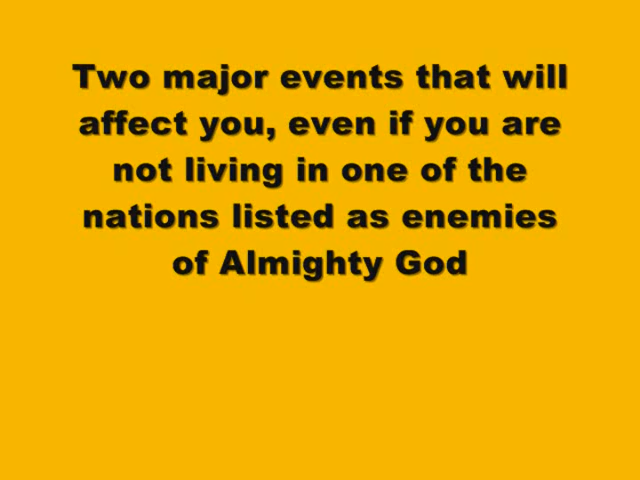 Two major events that will
affect you, even if you are
not living in one of the
nations listed as enemies
of Almighty God